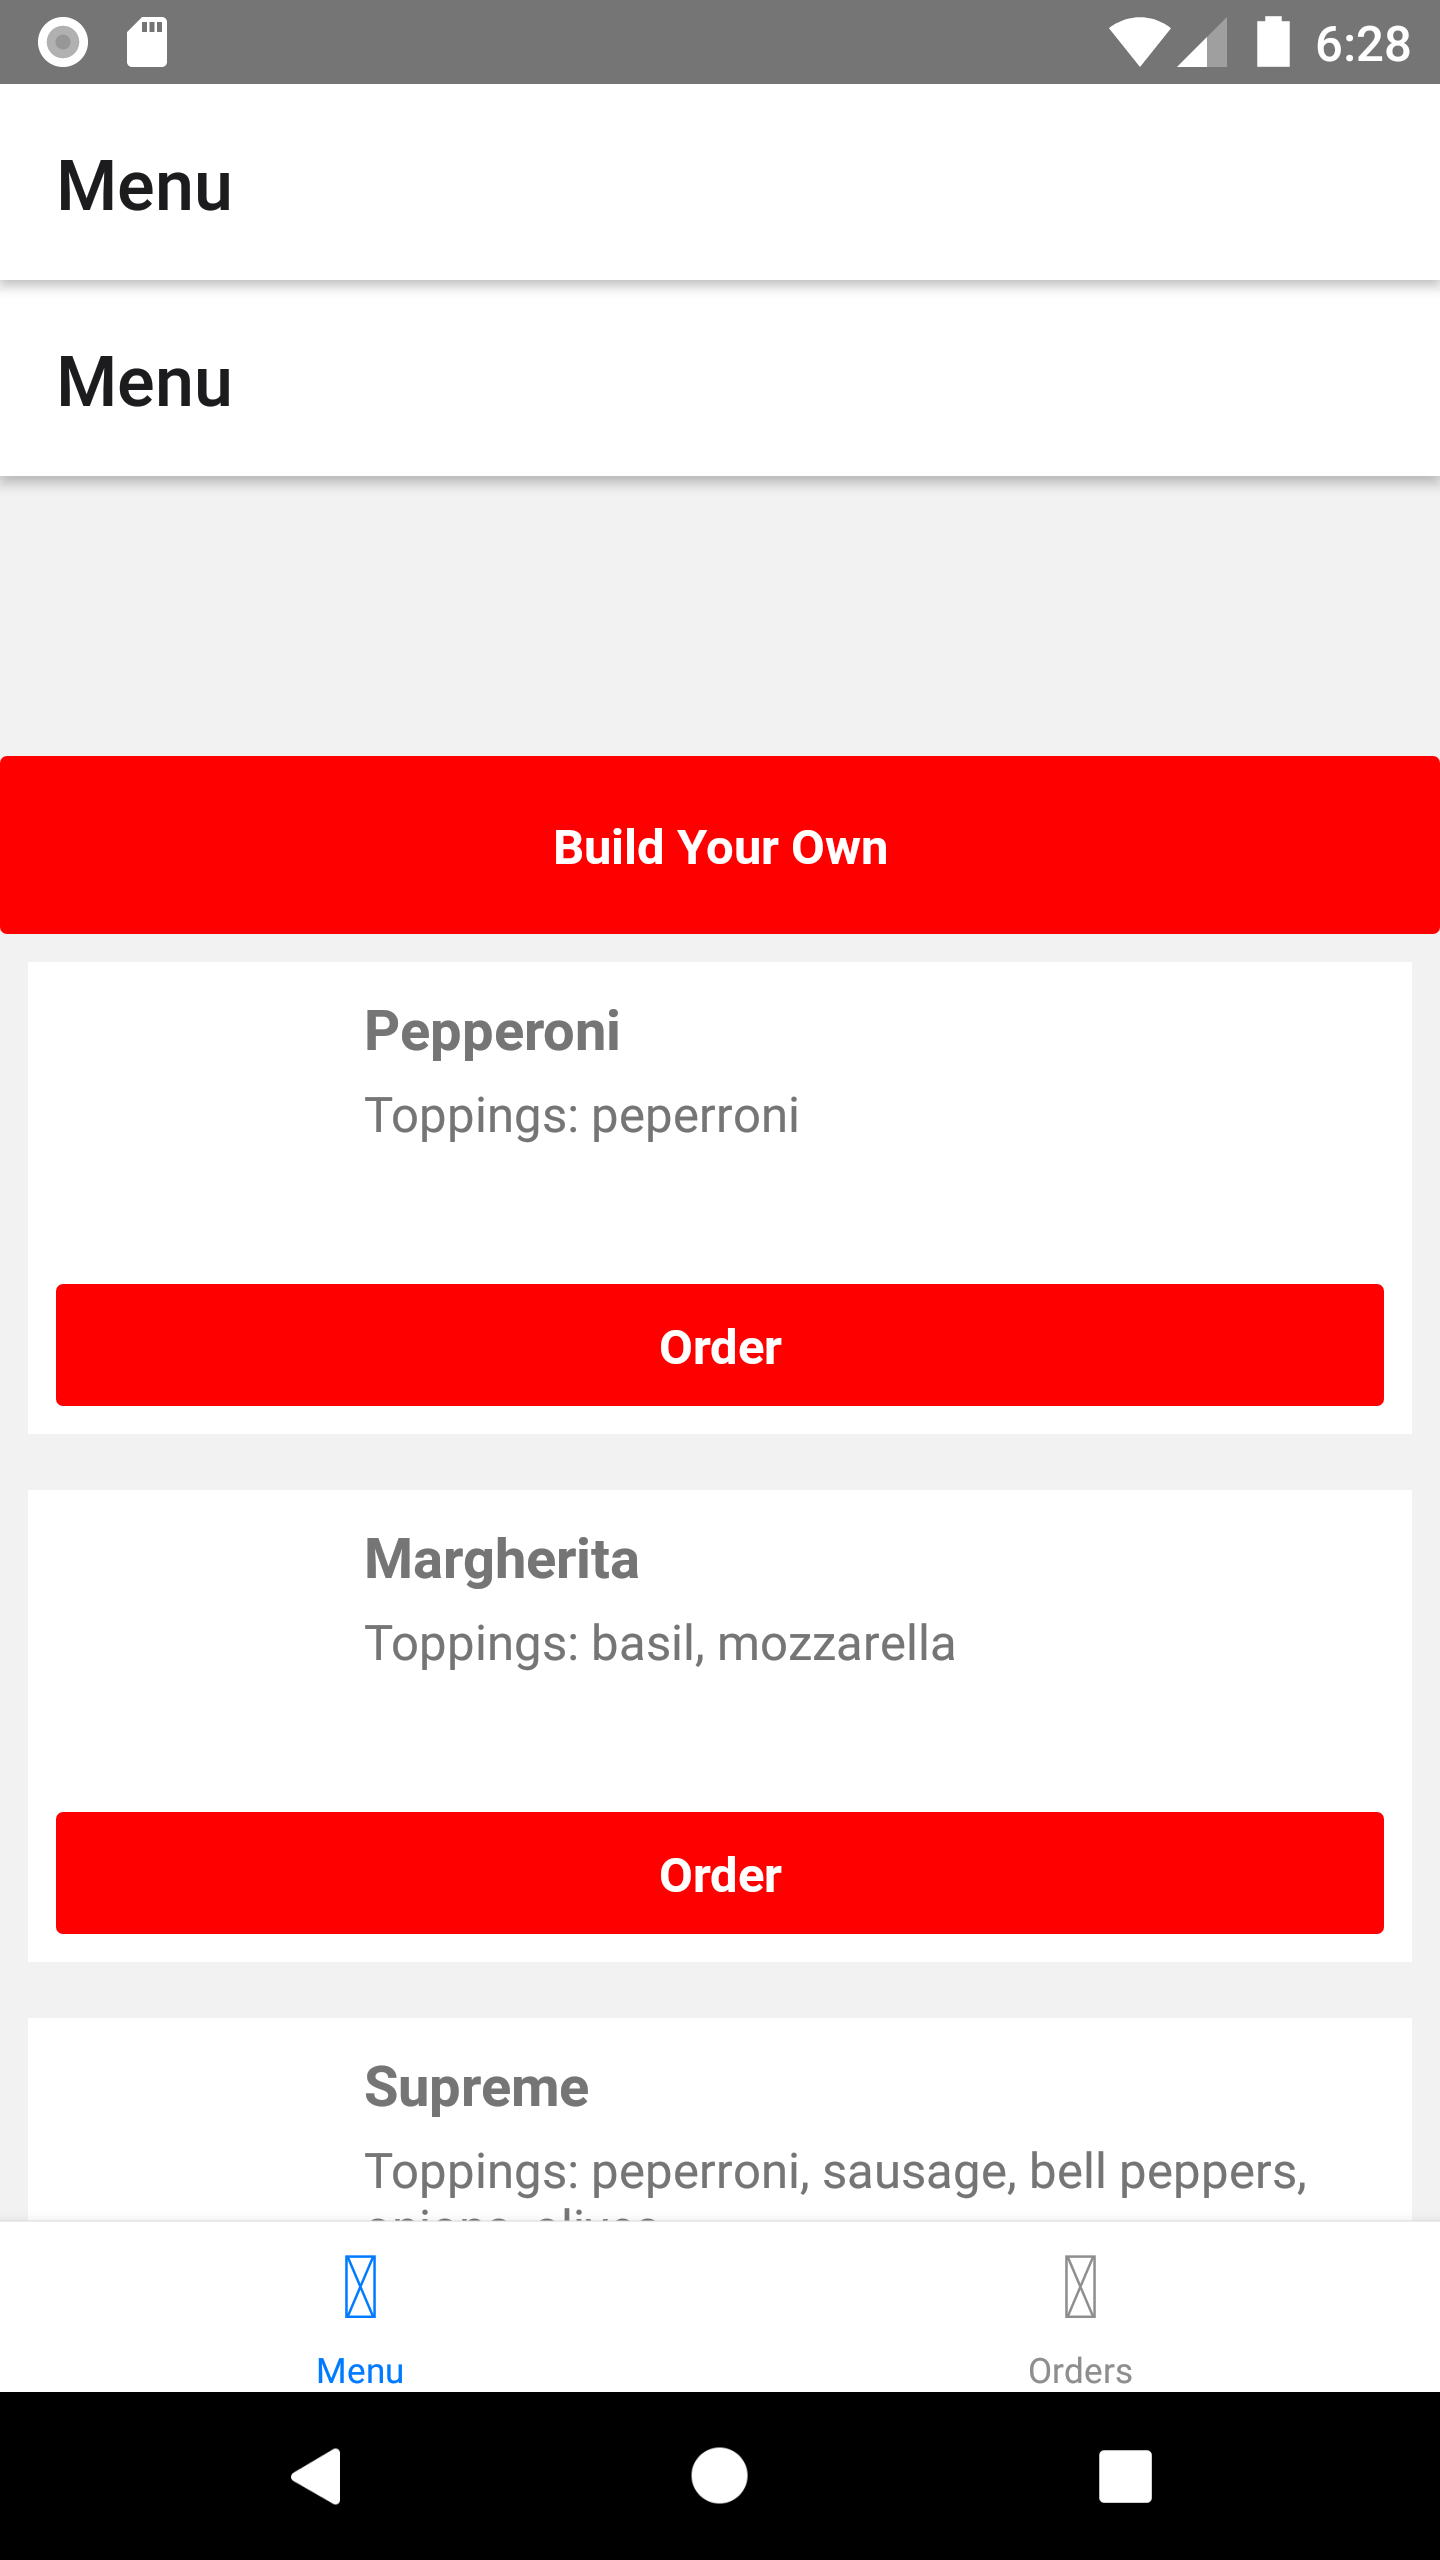 6:28
Menu
Menu
Build Your Own
Pepperoni
Toppings: peperroni
Order
Margherita
Toppings: basil, mozzarella
Order
Supreme
Toppings: peperroni, sausage, bell peppers,
Menu
Orders